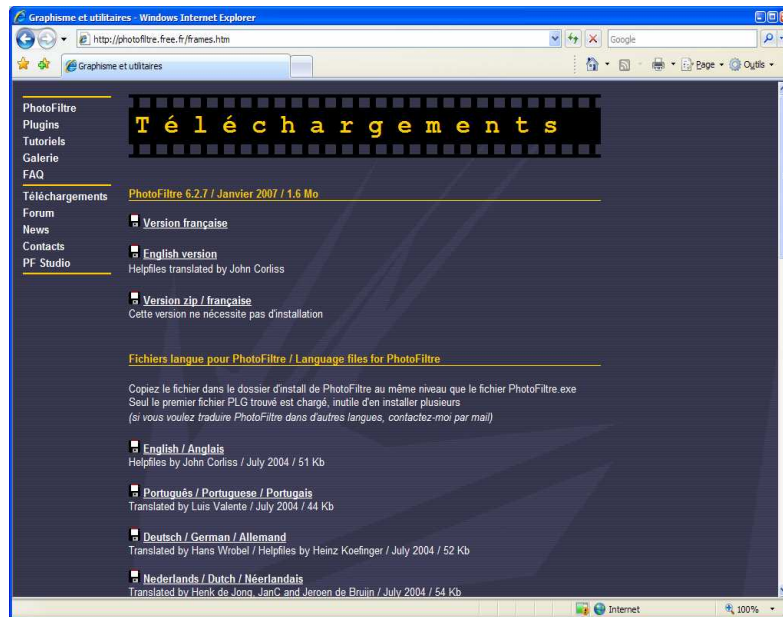 Graphisme et utilitaires - Windows Internet Explorer
http://photofiltre.free.fr/frames.htm
Google
Graphisme et utilitaires
Page
Outils
PhotoFiltre
Plugins
Tutoriels
Galerie
FAQ
Téléchargements
Forum
News
Contacts
PF Studio
Téléchargements
PhotoFiltre 6.2.7 / Janvier 2007 / 1.6 Mo
Version française
English version
Helpfiles translated by John Corliss
Version zip / française
Cette version ne nécessite pas d'installation
Fichiers langue pour PhotoFiltre / Language files for PhotoFiltre
Copiez le fichier dans le dossier d'install de PhotoFiltre au même niveau que le fichier PhotoFiltre.exe
Seul le premier fichier PLG trouvé est chargé, inutile d'en installer plusieurs
(si vous voulez traduire PhotoFiltre dans d'autres langues, contactez-moi par mail)
English / Anglais
Helpfiles by John Corliss / July 2004 / 51 Kb
Português / Portuguese / Portugais
Translated by Luis Valente / July 2004 / 44 Kb
Deutsch / German / Allemand
Translated by Hans Wrobel / Helpfiles by Heinz Koefinger / July 2004 / 52 Kb
Nederlands / Dutch / Néerlandais
Translated by Henk de Jong, JanC and Jeroen de Bruijn / July 2004 / 54 Kb
Internet
100%